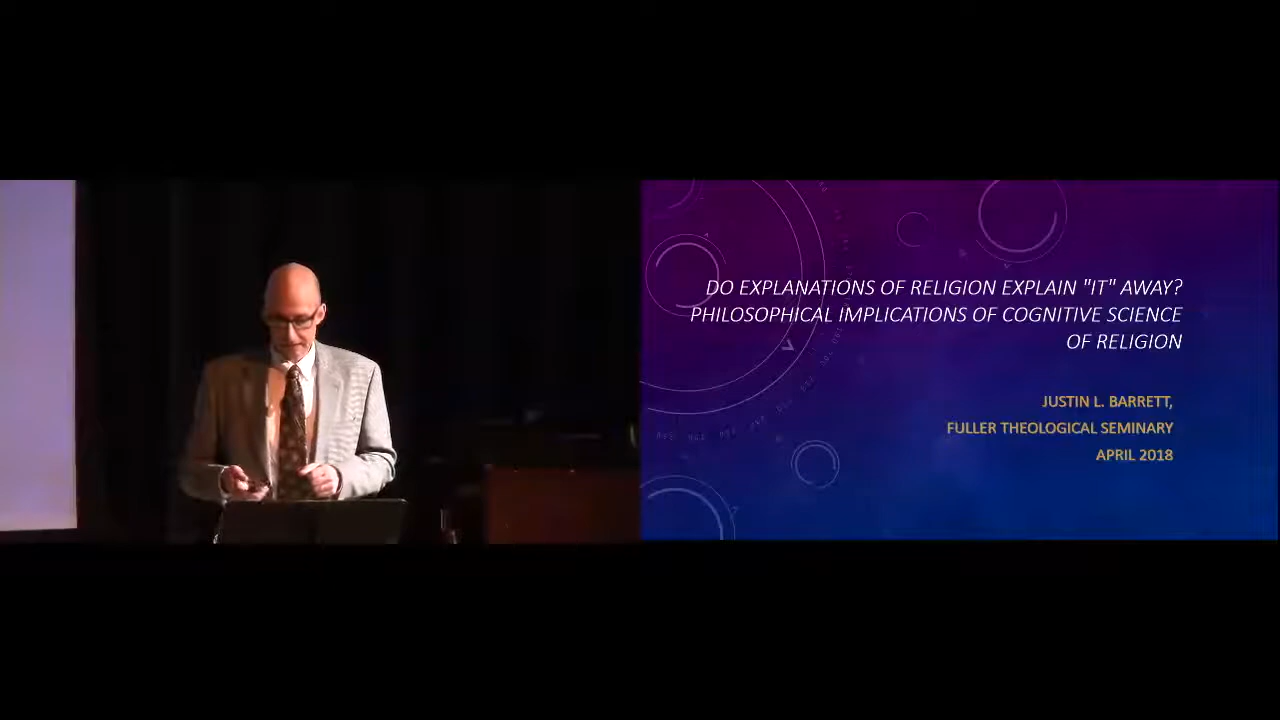 DO EXPLANATIONS OF RELIGION EXPLAIN "IT" AWAY?
PHILOSOPHICAL IMPLICATIONS OF COGNITIVE SCIENCE
OF RELIGION
JUSTIN L. BARRETT,
FULLER THEOLOGICAL SEMINARY
APRIL 2018